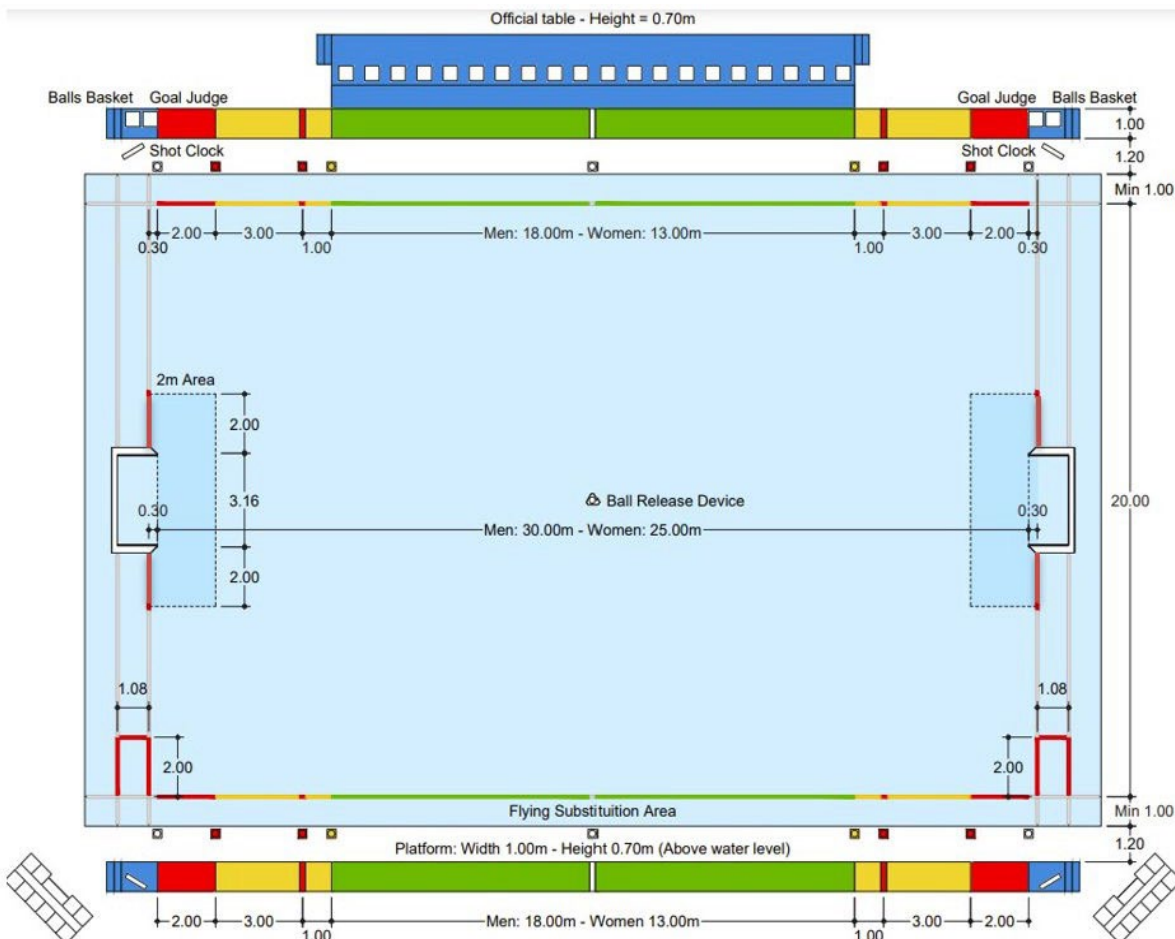 Official table - Height = 0.70m
Balls Basket Goal Judge Goal Judge Balls Basket
1.00
Shot Clock Shot Clock
1.20
Min 1.00
2.00 3.00 Men: 18.00m - Women: 13.00m 3.00 2.00
0.30 1.00 1.00 0.30
2m Area
2.00
3.16 Ball Release Device 20.00
0.30 0.30
Men: 30.00m - Women: 25.00m
2.00
1.08 1.08
2.00 2.00
Flying Substituition Area Min 1.00
Platform: Width 1.00m - Height 0.70m (Above water level) 1.20
2.00 3.00 Men: 18.00m - Women 13.00m 3.00 2.00
1.00 1.00